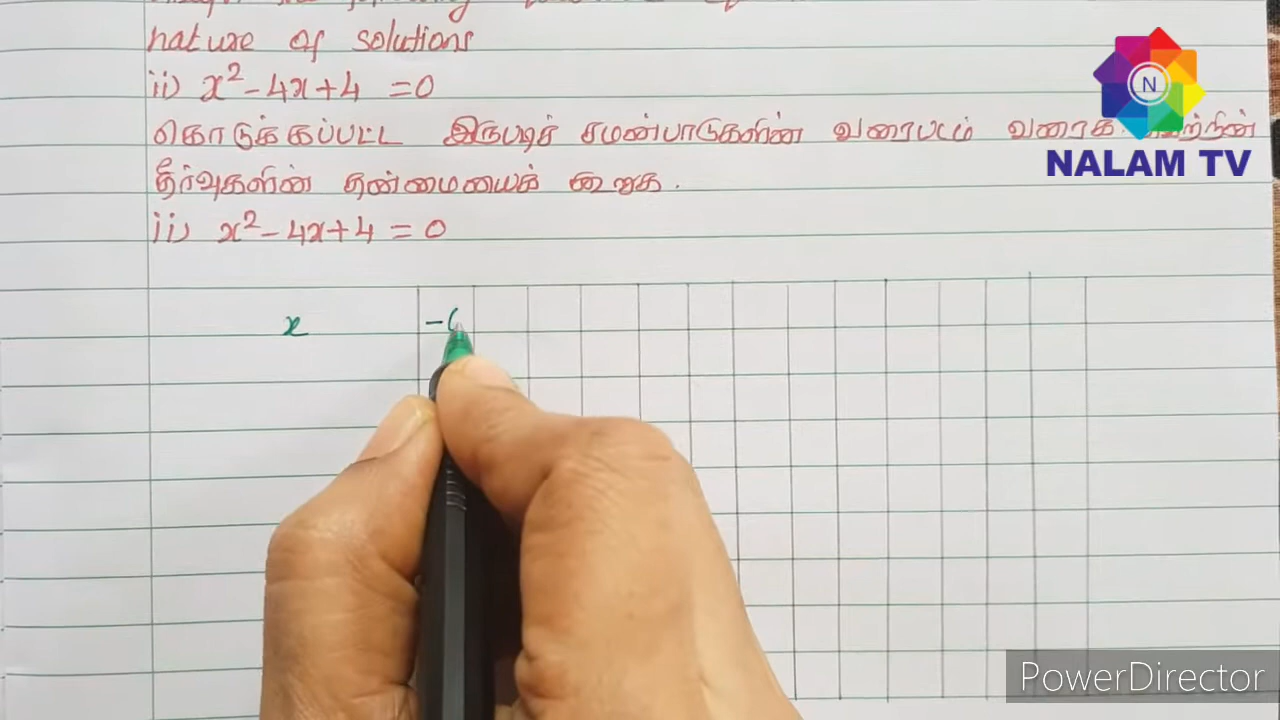 nature of solutions
ii) x² - 4x + 4 = 0
கொடுக்கப்பட்ட இருபடிச் சமன்பாடுகளின் வரைபடம் வரைக.
தீர்வுகளின் தன்மையைக் கூறுக.
ii) x² - 4x + 4 = 0
x
N
NALAM TV
PowerDirector